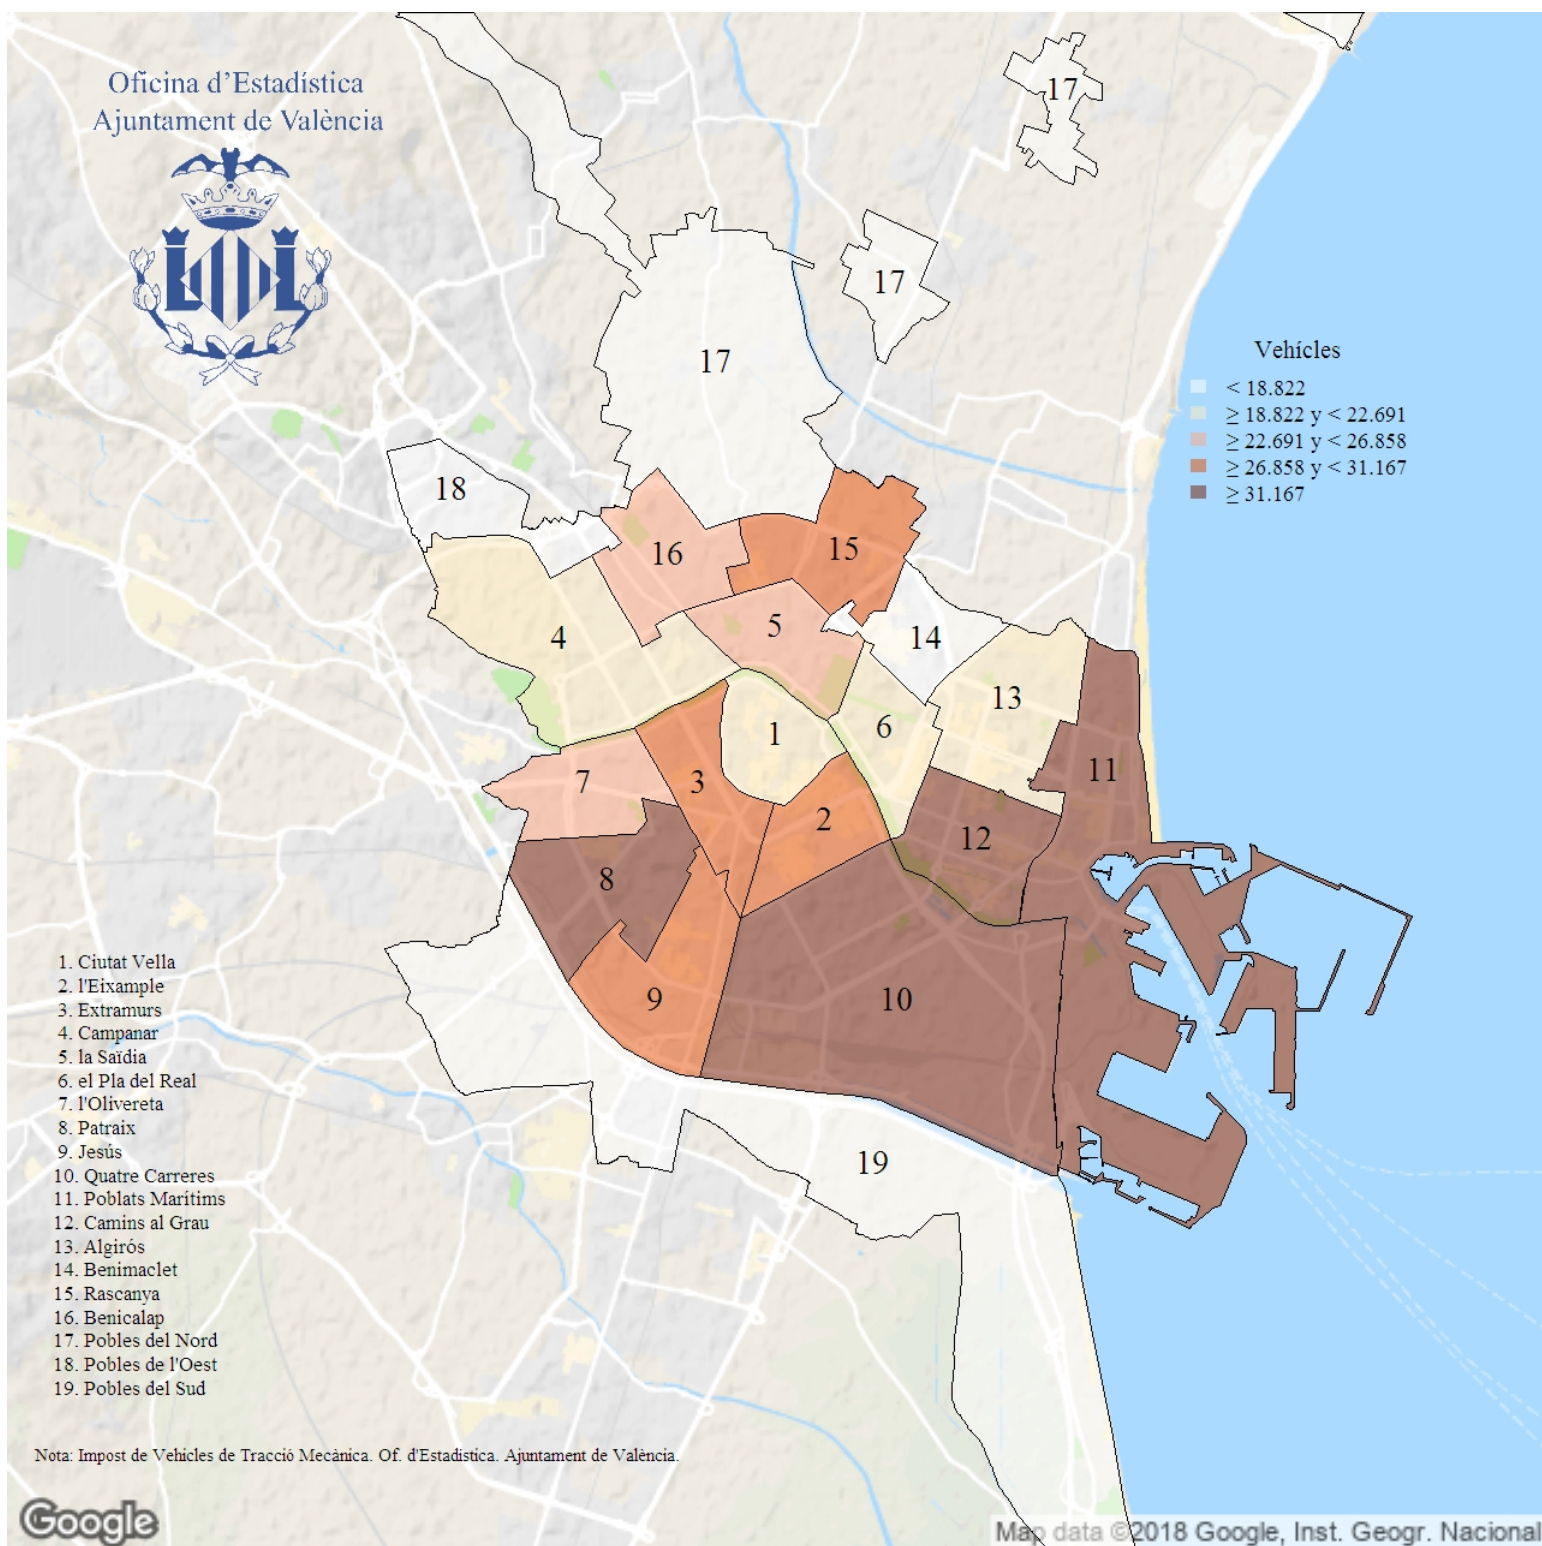 Oficina d'Estadística
Ajuntament de València
17
17
17
18
16
15
4
5
14
13
6
1
7
3
11
2
12
8
9
10
19
Vehícles
< 18.822
≥ 18.822 y < 22.691
≥ 22.691 y < 26.858
≥ 26.858 y < 31.167
≥ 31.167
1. Ciutat Vella
2. l'Eixample
3. Extramurs
4. Campanar
5. la Saïdia
6. el Pla del Real
7. l'Olivereta
8. Patraix
9. Jesús
10. Quatre Carreres
11. Poblats Marítims
12. Camins al Grau
13. Algirós
14. Benimaclet
15. Rascanya
16. Benicalap
17. Pobles del Nord
18. Pobles de l'Oest
19. Pobles del Sud
Nota: Impost de Vehicles de Tracció Mecànica. Of. d'Estadística. Ajuntament de València.
Google
Map data ©2018 Google, Inst. Geogr. Nacional